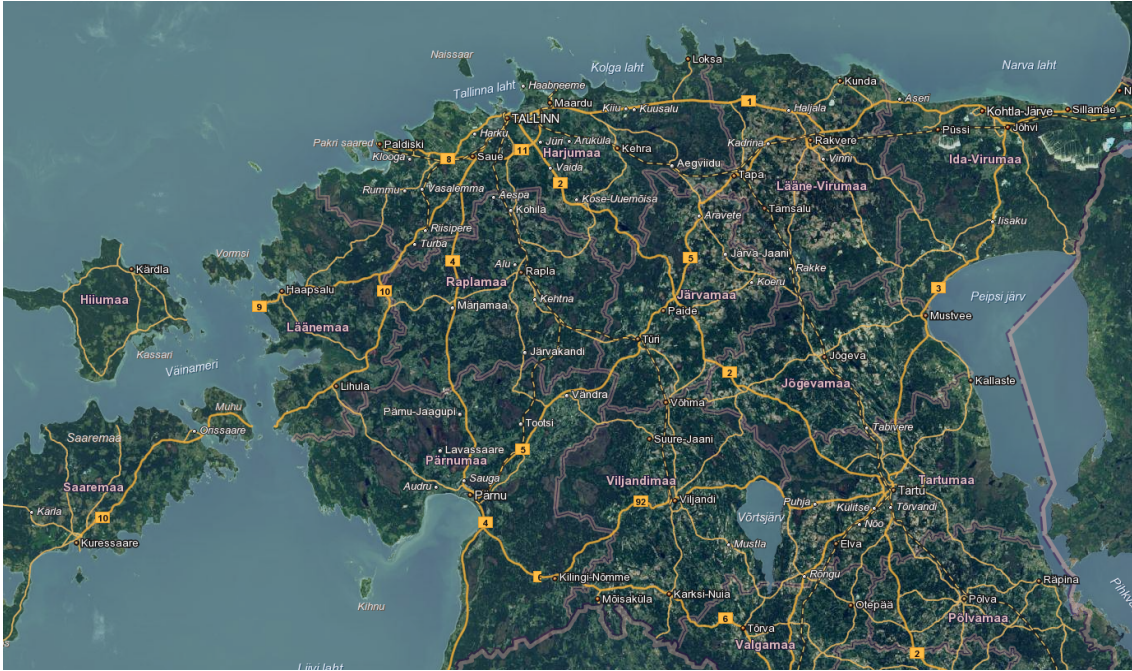 Naissaar
Kolga laht
Loksa
Narva laht
Tallinna laht
Haabneeme
Kunda
Maardu
Kiiu
Kuusalu
1
Haljala
Aseri
Kohtla-Järve
Sillamäe
N
TALLINN
Püssi
Jõhvi
Pakri saared
Paldiski
Harku
Jüri
Aruküla
Kehra
Kadrina
Rakvere
Klooga
8
Saue
11
Harjumaa
Aegviidu
Vinni
Ida-Virumaa
Vaida
Tapa
Lääne-Virumaa
Rummu
Vasalemma
Aespa
2
Kose-Uuemõisa
Kohila
Aravete
Tamsalu
Iisaku
Riisipere
Turba
Vormsi
Kärdla
4
Alu
Rapla
5
Järva-Jaani
Rakke
Raplamaa
Koeru
Hiiumaa
Haapsalu
10
9
Märjamaa
Kehtna
Järvamaa
3
Peipsi järv
Läänemaa
Paide
Mustvee
Türi
Kassari
Väinameri
Järvakandi
Jõgeva
2
Jõgevamaa
Kallaste
Lihula
Vändra
Võhma
Muhu
Pärnu-Jaagupi
Tootsi
Orissaare
Tabivere
Saaremaa
Suure-Jaani
Lavassaare
5
Pärnumaa
Saaremaa
Sauga
Viljandimaa
Tartumaa
Audru
Pärnu
Tartu
92
Viljandi
Puhja
Külitse
Tõrvandi
Kärla
10
4
Võrtsjärv
Nõo
Kuressaare
Mustla
Elva
Kilingi-Nõmme
Rõngu
Räpina
Pihkva
Kihnu
Mõisaküla
Karksi-Nuia
Otepää
Põlva
6
Tõrva
Põlvamaa
Valgamaa
2
Liivi laht